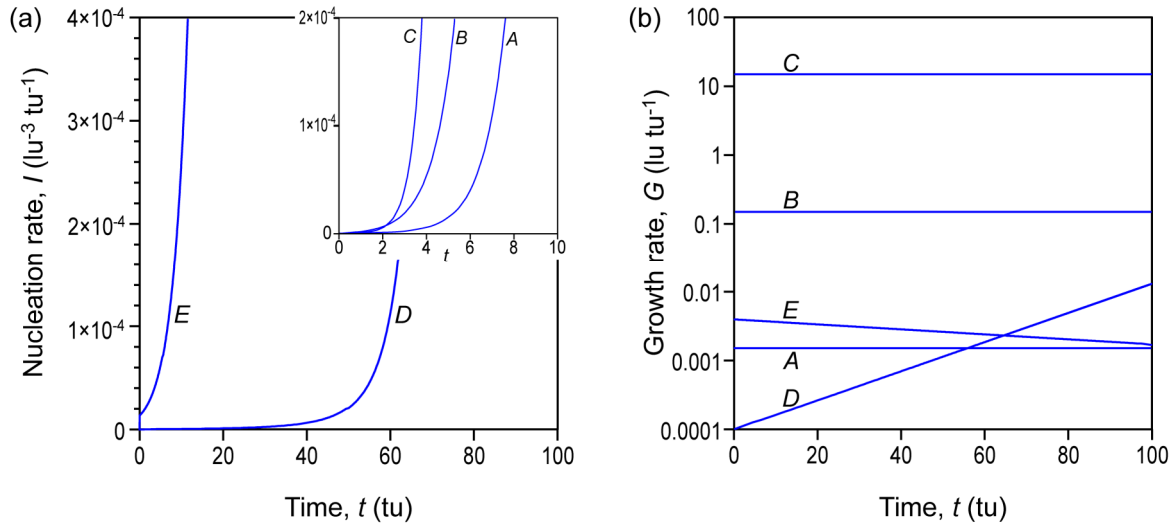 (a)
Nucleation rate, I (lu⁻³ tu⁻¹)
4×10⁻⁴
3×10⁻⁴
2×10⁻⁴
1×10⁻⁴
0
0 20 40 60 80 100
Time, t (tu)
E
D
2×10⁻⁴
1×10⁻⁴
0
0 2 4 6 8 10
t
C B A
(b)
Growth rate, G (lu tu⁻¹)
100
10
1
0.1
0.01
0.001
0.0001
0 20 40 60 80 100
Time, t (tu)
C
B
E
A
D